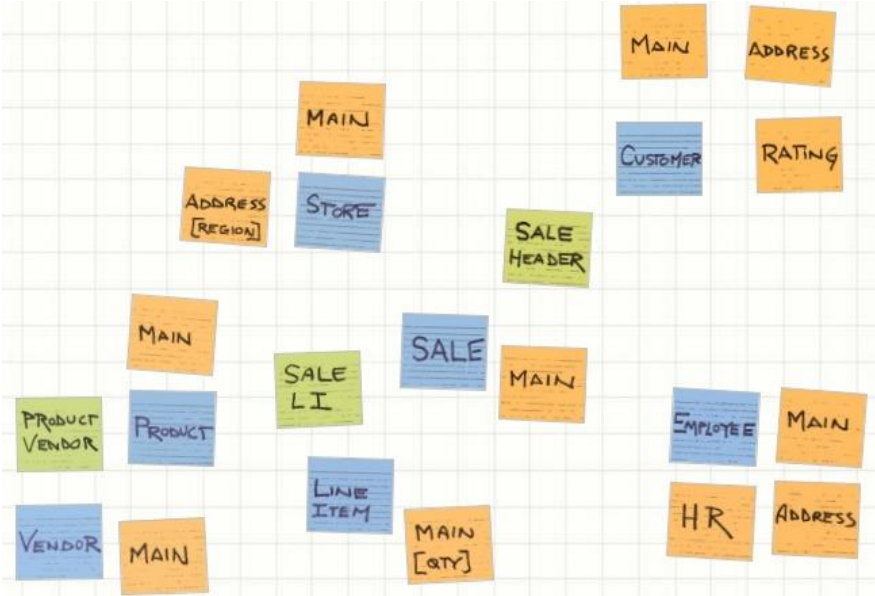 MAIN
ADDRESS
MAIN
CUSTOMER
RATING
ADDRESS
[REGION]
STORE
SALE
HEADER
MAIN
SALE
SALE
LI
MAIN
PRODUCT
VENDOR
PRODUCT
EMPLOYEE
MAIN
LINE
ITEM
VENDOR
MAIN
MAIN
[QTY]
HR
ADDRESS